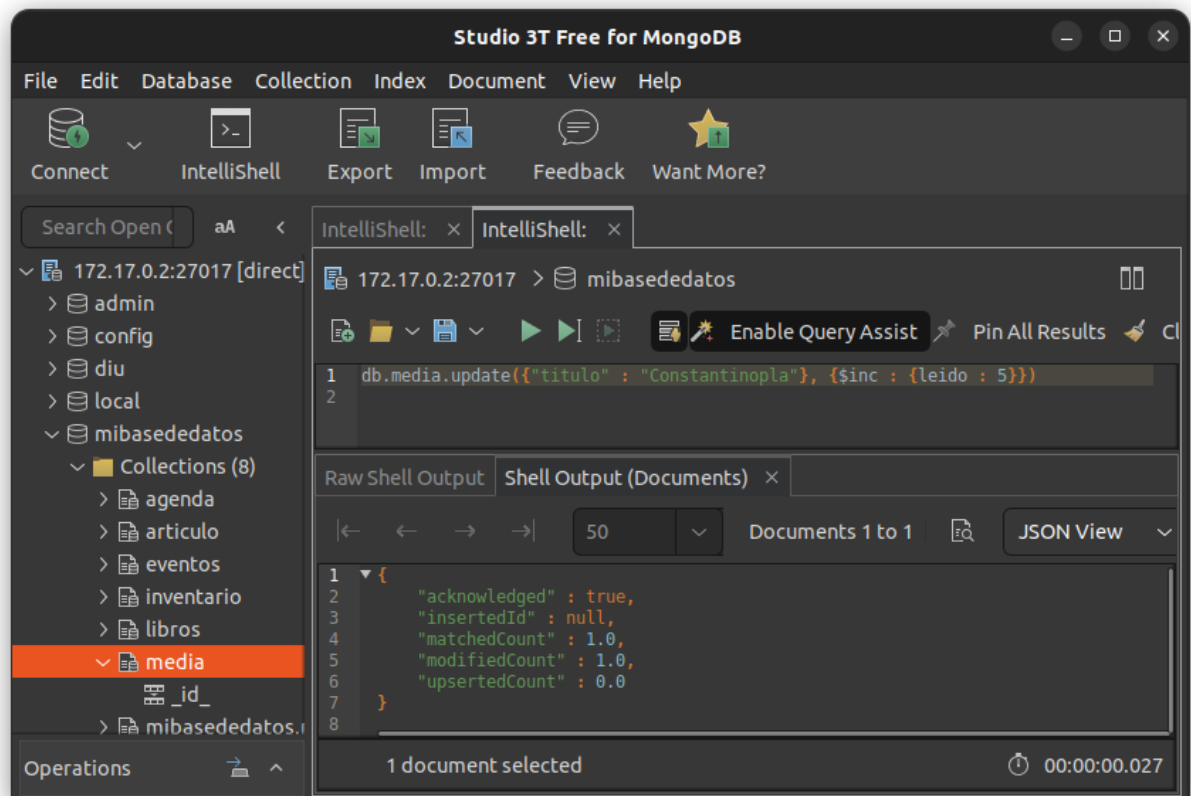 Studio 3T Free for MongoDB
File Edit Database Collection Index Document View Help
Connect IntelliShell Export Import Feedback Want More?
Search Open aA
IntelliShell: × IntelliShell: ×
172.17.0.2:27017 [direct]
172.17.0.2:27017 > mibasededatos
admin
config
diu
local
mibasededatos
Collections (8)
agenda
articulo
eventos
inventario
libros
media
_id_
mibasededatos.
Operations
Enable Query Assist Pin All Results Cl
1 db.media.update({"titulo" : "Constantinopla"}, {$inc : {leido : 5}})
2
Raw Shell Output Shell Output (Documents) ×
50 Documents 1 to 1 JSON View
1 {
2 "acknowledged" : true,
3 "insertedId" : null,
4 "matchedCount" : 1.0,
5 "modifiedCount" : 1.0,
6 "upsertedCount" : 0.0
7 }
8
1 document selected 00:00:00.027